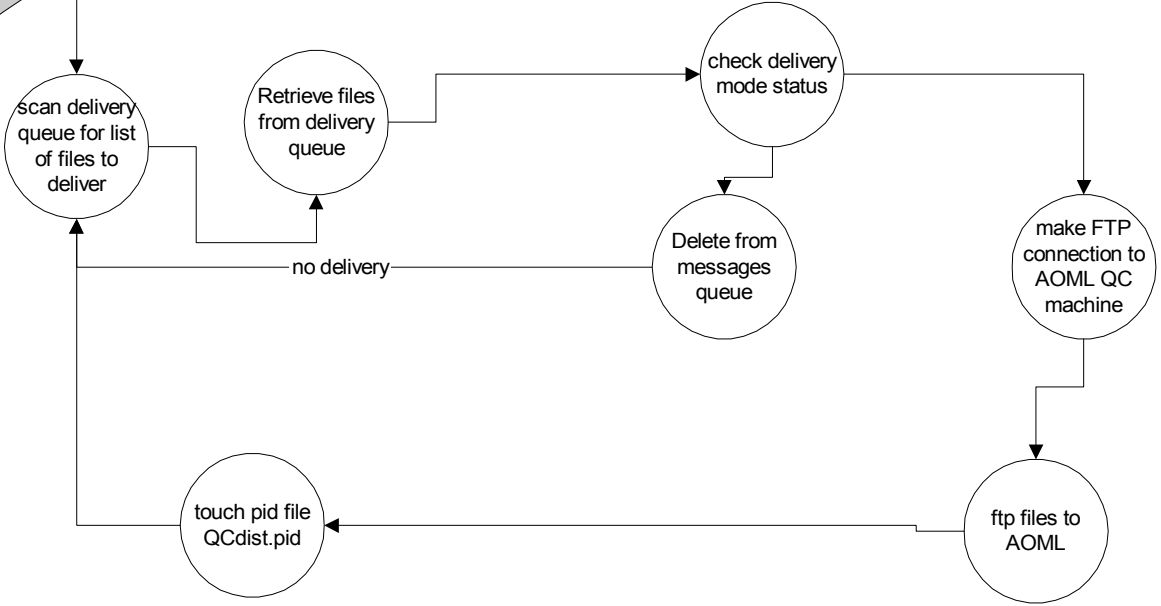 scan delivery
queue for list
of files to
deliver
Retrieve files
from delivery
queue
check delivery
mode status
Delete from
messages
queue
no delivery
make FTP
connection to
AOML QC
machine
ftp files to
AOML
touch pid file
QCdist.pid